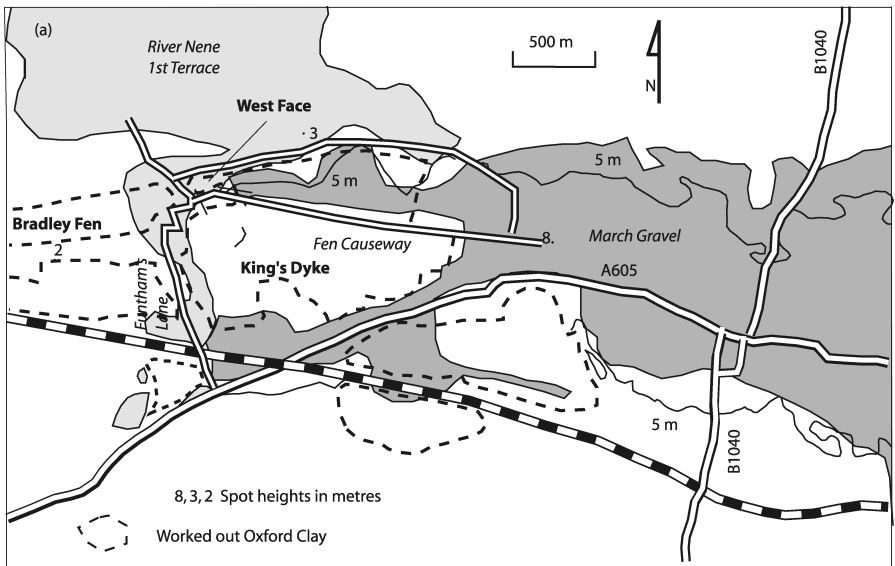 (a)
River Nene
1st Terrace
500 m
N
B1040
West Face
3
5 m
5 m
Bradley Fen
2
Fen Causeway
8.
March Gravel
King's Dyke
A605
Funtham's
Lane
5 m
B1040
8, 3, 2 Spot heights in metres
Worked out Oxford Clay